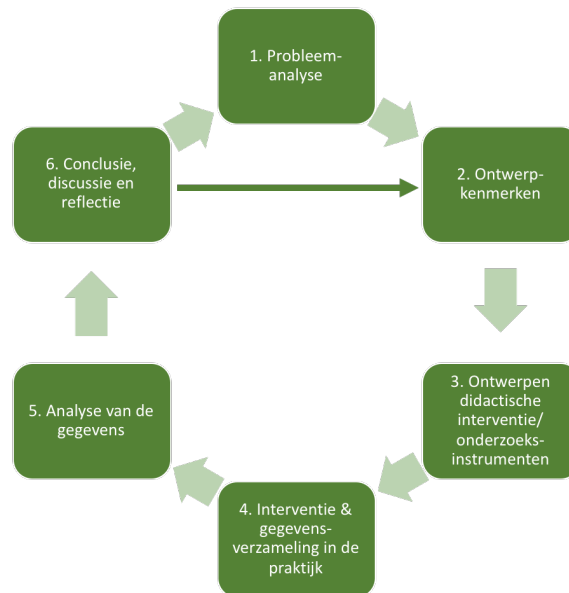 1. Probleem-
analyse
2. Ontwerp-
kenmerken
3. Ontwerpen
didactische
interventie/
onderzoeks-
instrumenten
4. Interventie &
gegevens-
verzameling in de
praktijk
5. Analyse van de
gegevens
6. Conclusie,
discussie en
reflectie